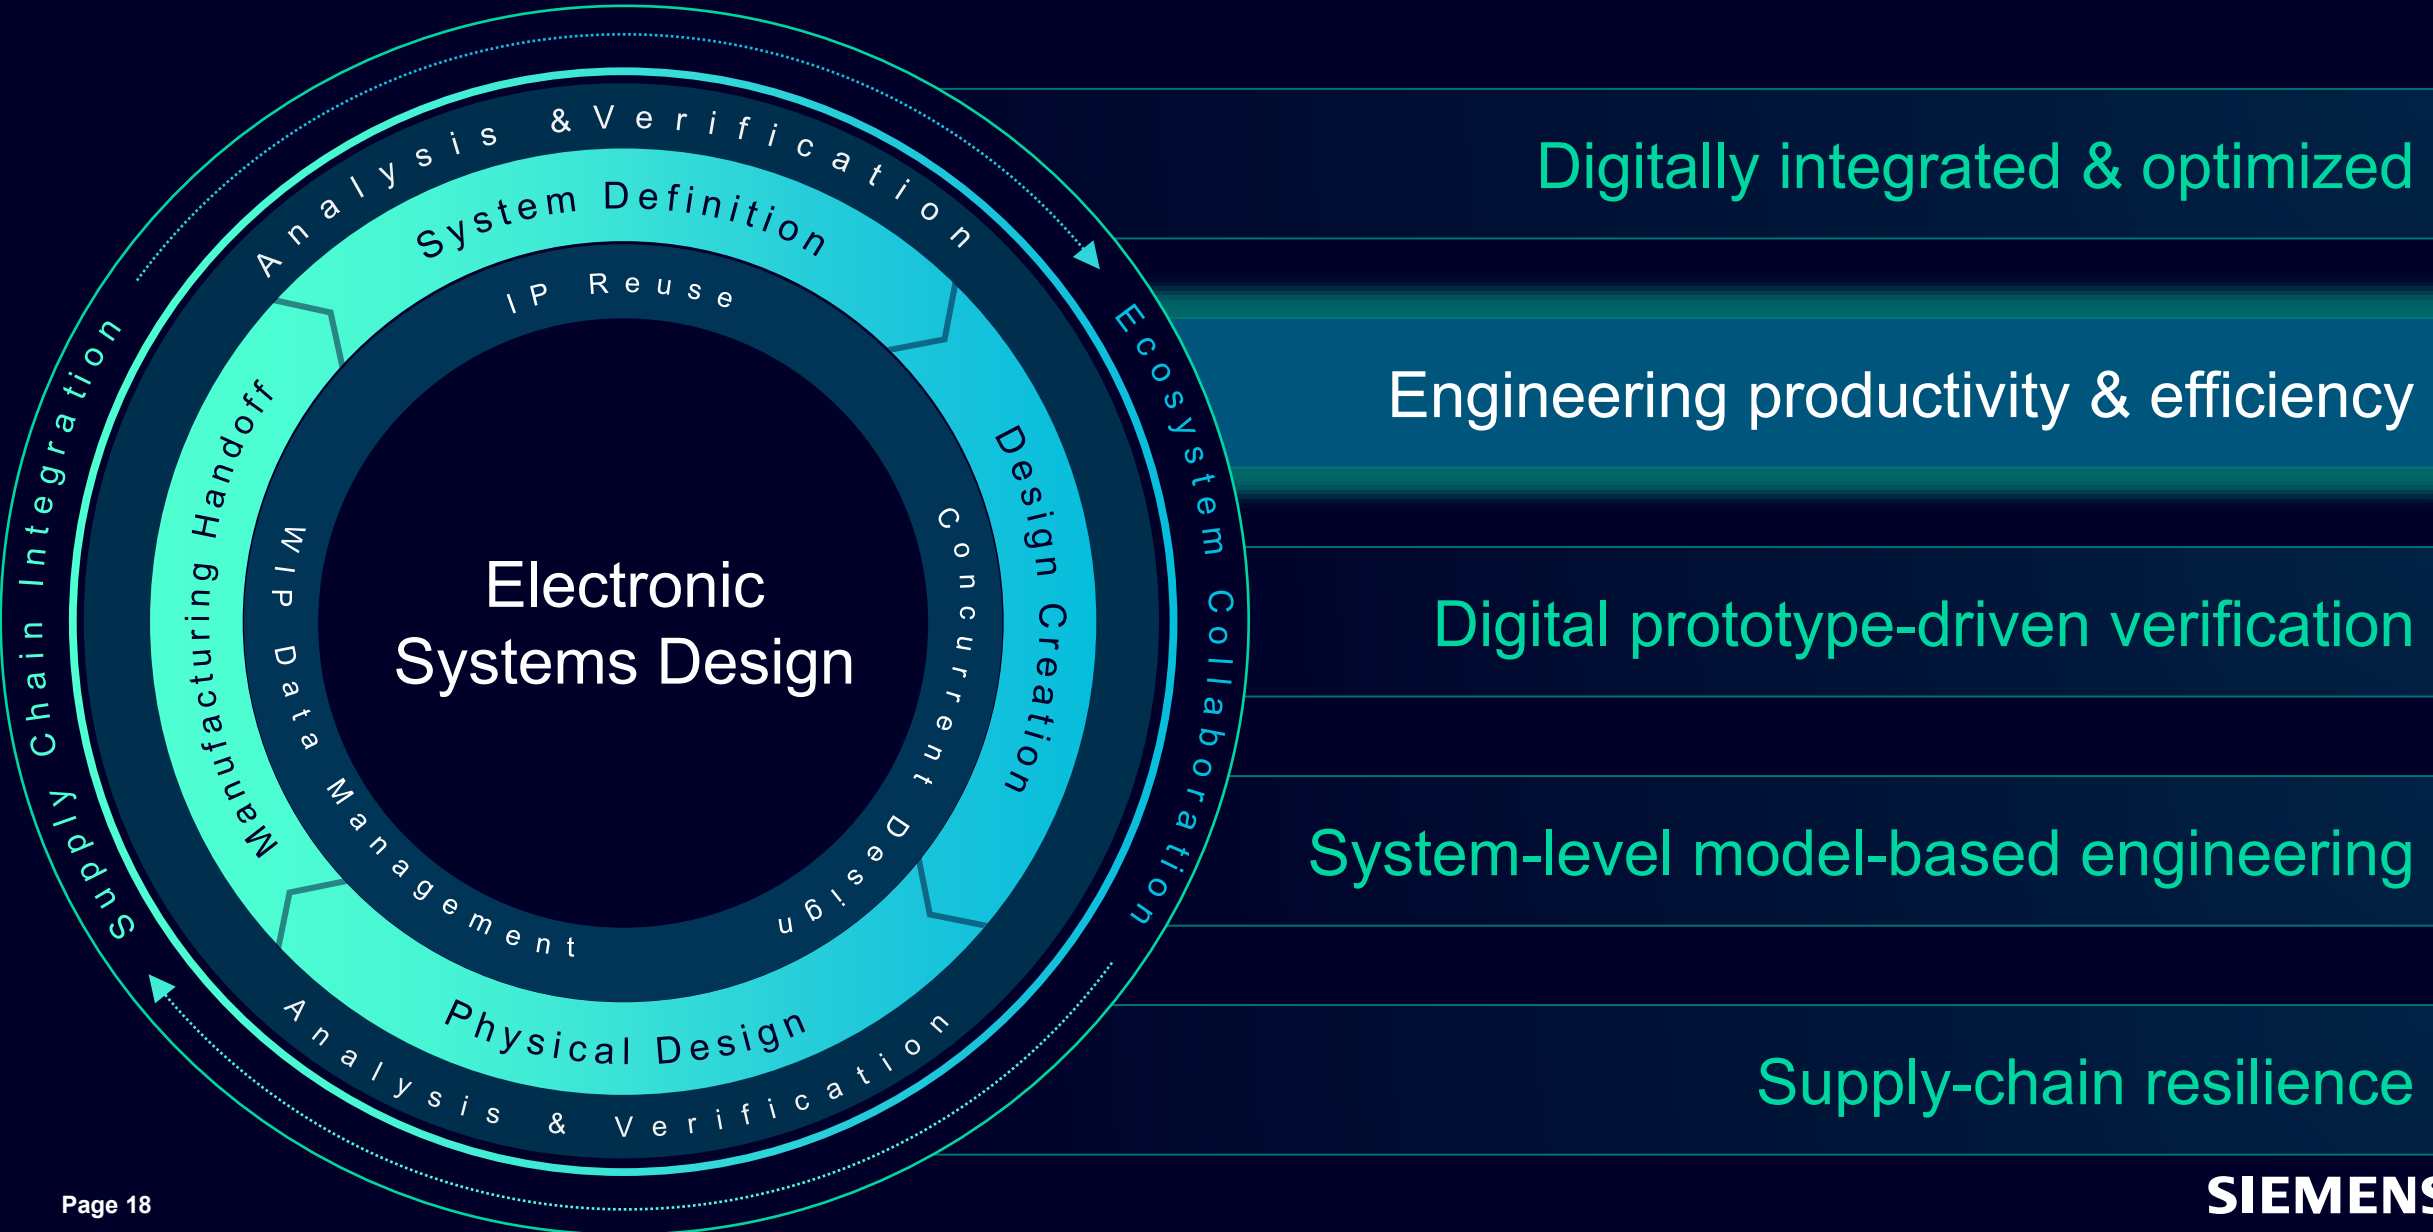 Analysis & Verification
System Definition
IP Reuse
Ecosystem Collaboration
Design Creation
Concurrent Design
Supply Chain Integration
Manufacturing Handoff
WIP Data Management
Electronic
Systems Design
Physical Design
Analysis & Verification
Digitally integrated & optimized
Engineering productivity & efficiency
Digital prototype-driven verification
System-level model-based engineering
Supply-chain resilience
Page 18
SIEMENS